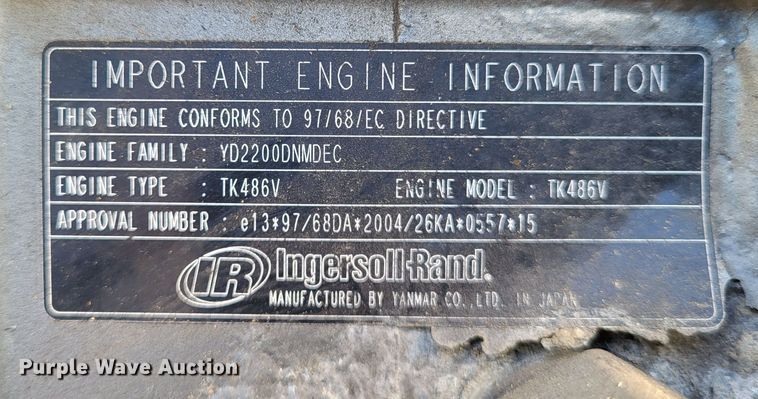 IMPORTANT ENGINE INFORMATION
THIS ENGINE CONFORMS TO 97/68/EC DIRECTIVE
ENGINE FAMILY : YD2200DNMDEC
ENGINE TYPE : TK486V ENGINE MODEL : TK486V
APPROVAL NUMBER : e13*97/68DA*2004/26KA*0557*15
IR Ingersoll-Rand.
MANUFACTURED BY YANMAR CO., LTD. IN JAPAN
Purple Wave Auction